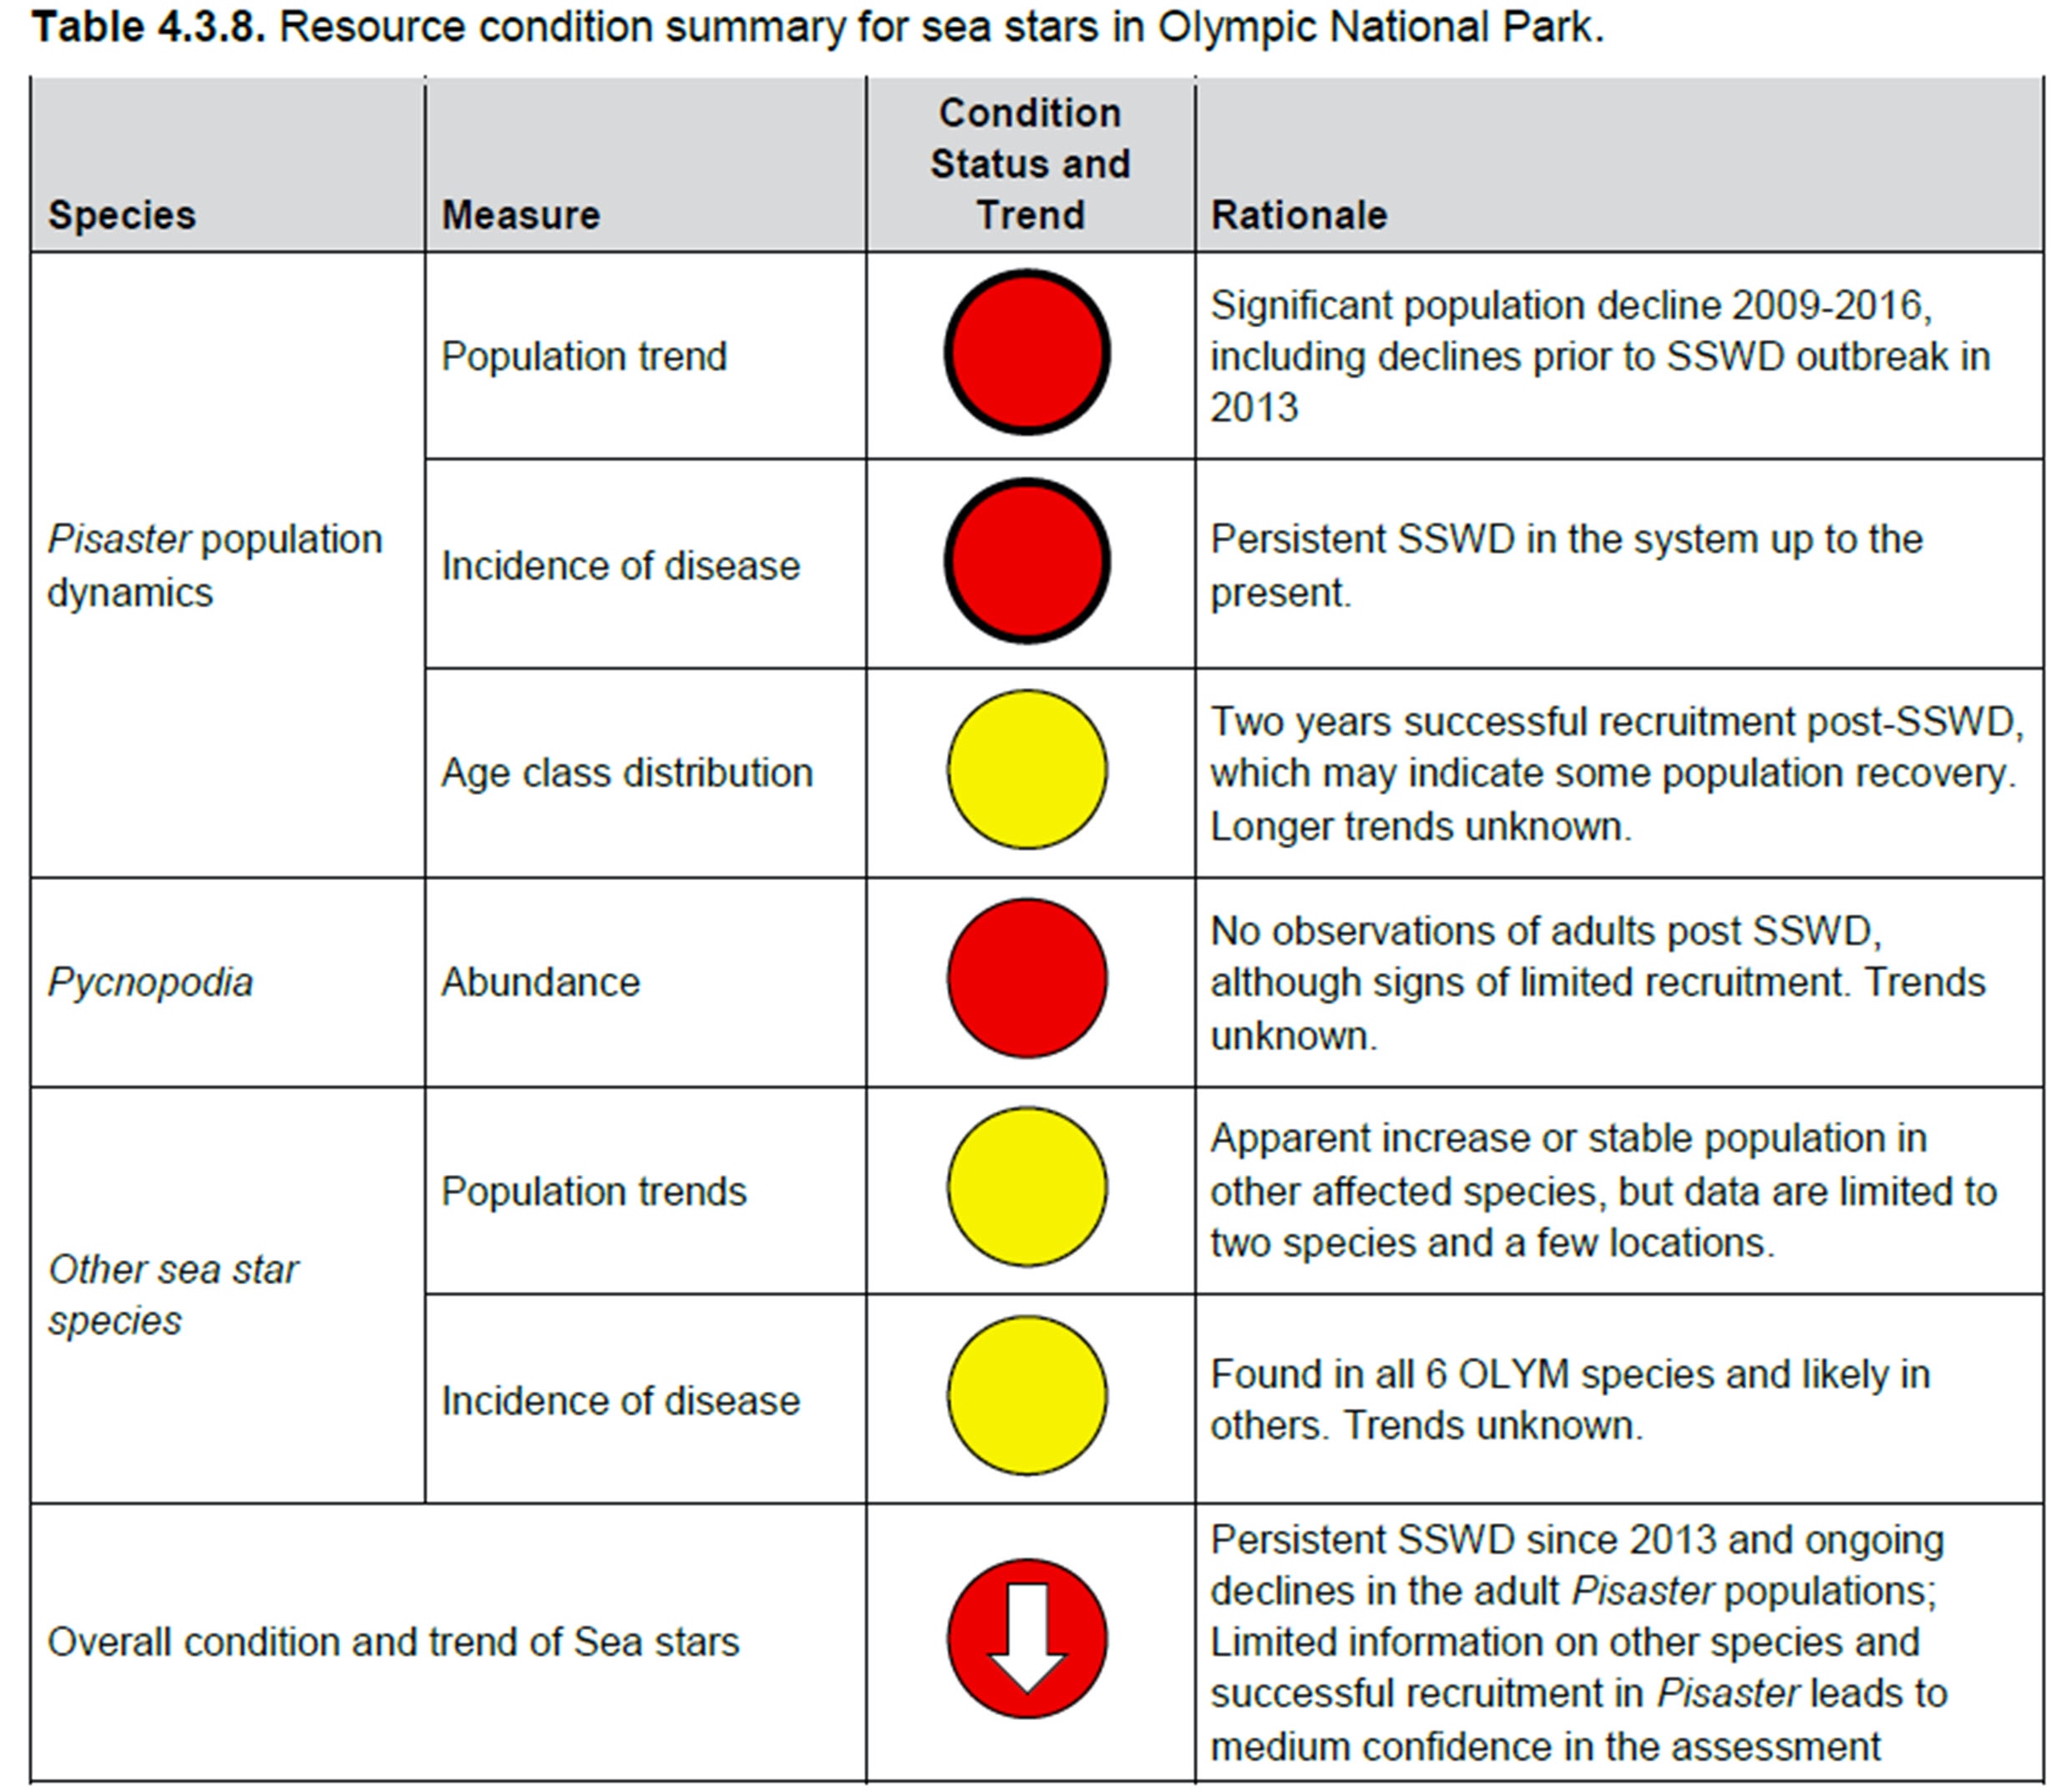 Table 4.3.8. Resource condition summary for sea stars in Olympic National Park.
Species
Measure
Condition
Status and
Trend
Rationale
Pisaster population
dynamics
Population trend
Significant population decline 2009-2016,
including declines prior to SSWD outbreak in
2013
Incidence of disease
Persistent SSWD in the system up to the
present.
Age class distribution
Two years successful recruitment post-SSWD,
which may indicate some population recovery.
Longer trends unknown.
Pycnopodia
Abundance
No observations of adults post SSWD,
although signs of limited recruitment. Trends
unknown.
Other sea star
species
Population trends
Apparent increase or stable population in
other affected species, but data are limited to
two species and a few locations.
Incidence of disease
Found in all 6 OLYM species and likely in
others. Trends unknown.
Overall condition and trend of Sea stars
Persistent SSWD since 2013 and ongoing
declines in the adult Pisaster populations;
Limited information on other species and
successful recruitment in Pisaster leads to
medium confidence in the assessment